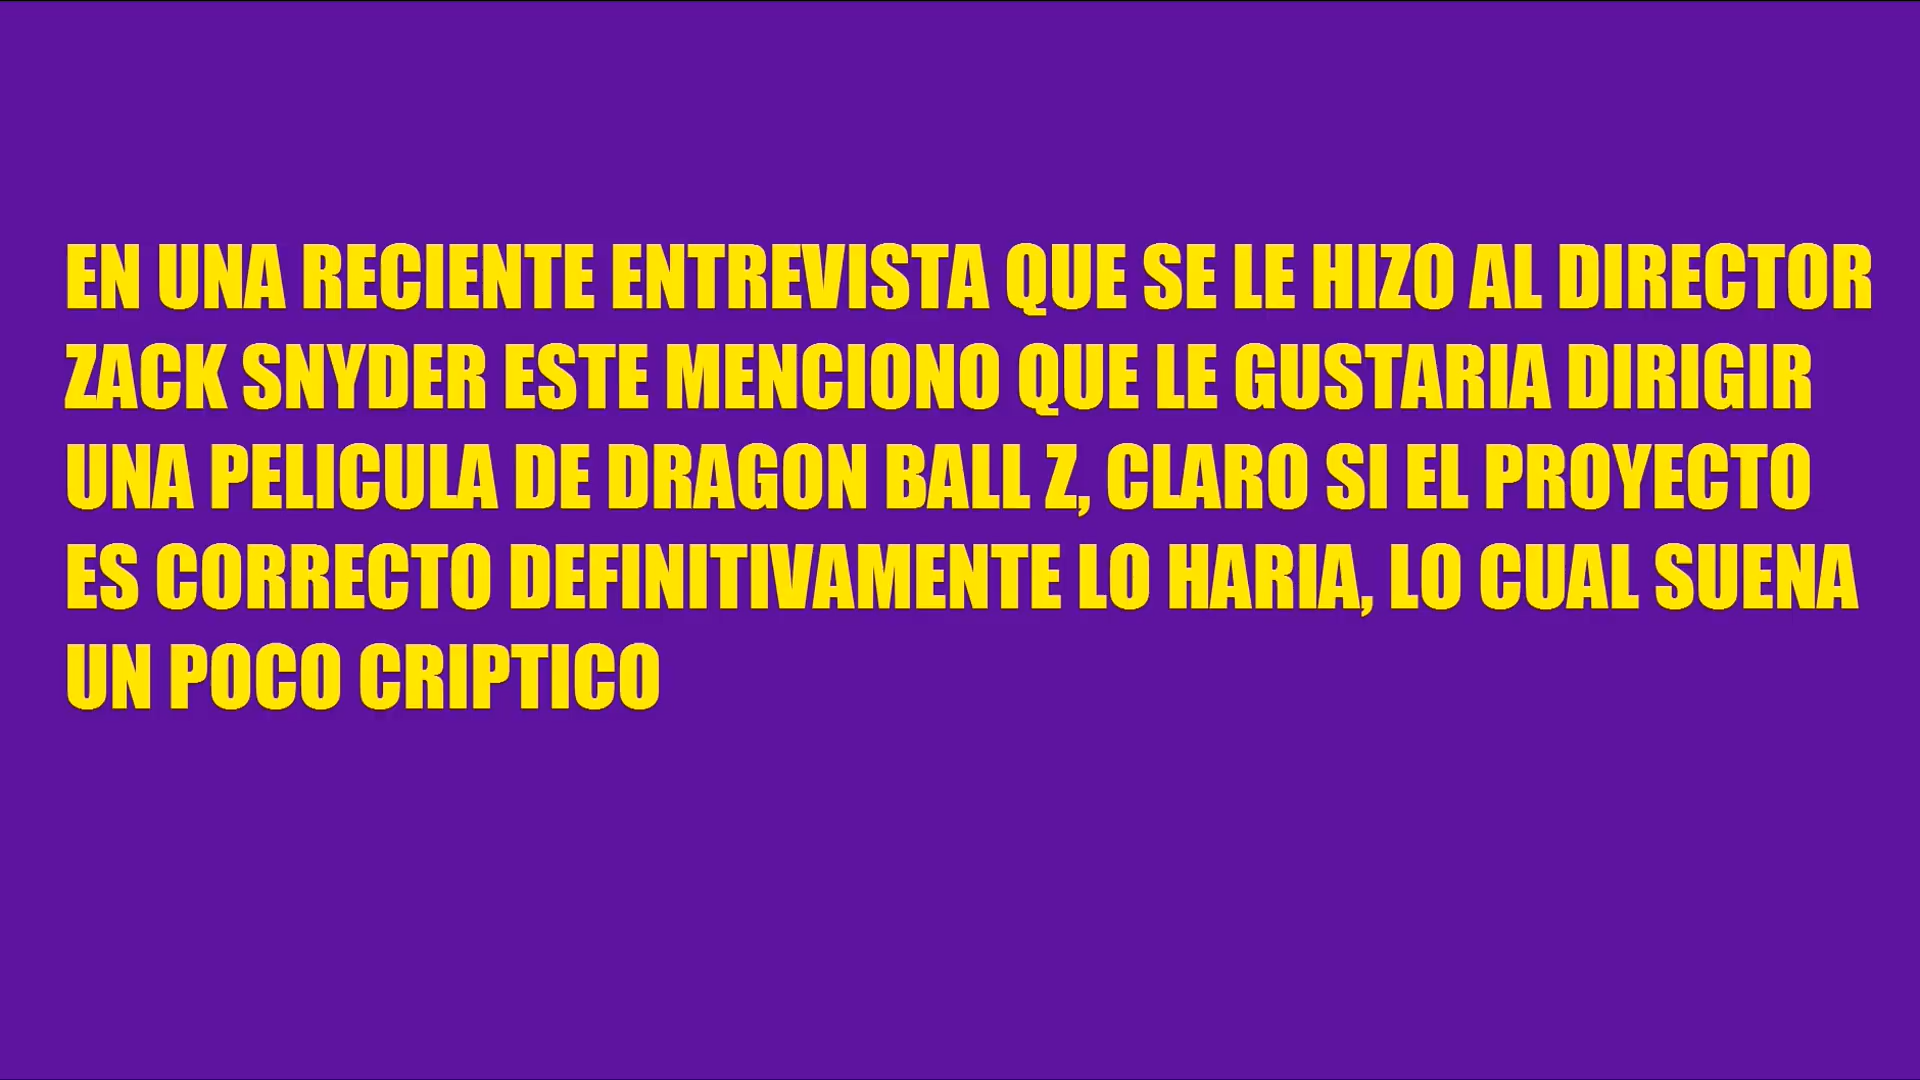 EN UNA RECIENTE ENTREVISTA QUE SE LE HIZO AL DIRECTOR
ZACK SNYDER ESTE MENCIONO QUE LE GUSTARIA DIRIGIR
UNA PELICULA DE DRAGON BALL Z, CLARO SI EL PROYECTO
ES CORRECTO DEFINITIVAMENTE LO HARIA, LO CUAL SUENA
UN POCO CRIPTICO